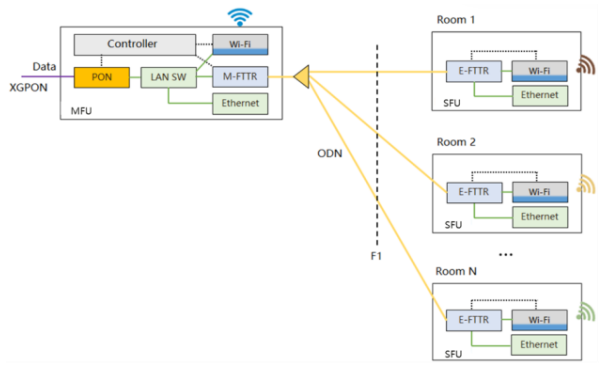 Room 1
Controller
Wi-Fi
Data
XGPON
PON
LAN SW
M-FTTR
Ethernet
MFU
E-FTTR
Wi-Fi
Ethernet
SFU
Room 2
ODN
E-FTTR
Wi-Fi
Ethernet
SFU
...
F1
Room N
E-FTTR
Wi-Fi
Ethernet
SFU